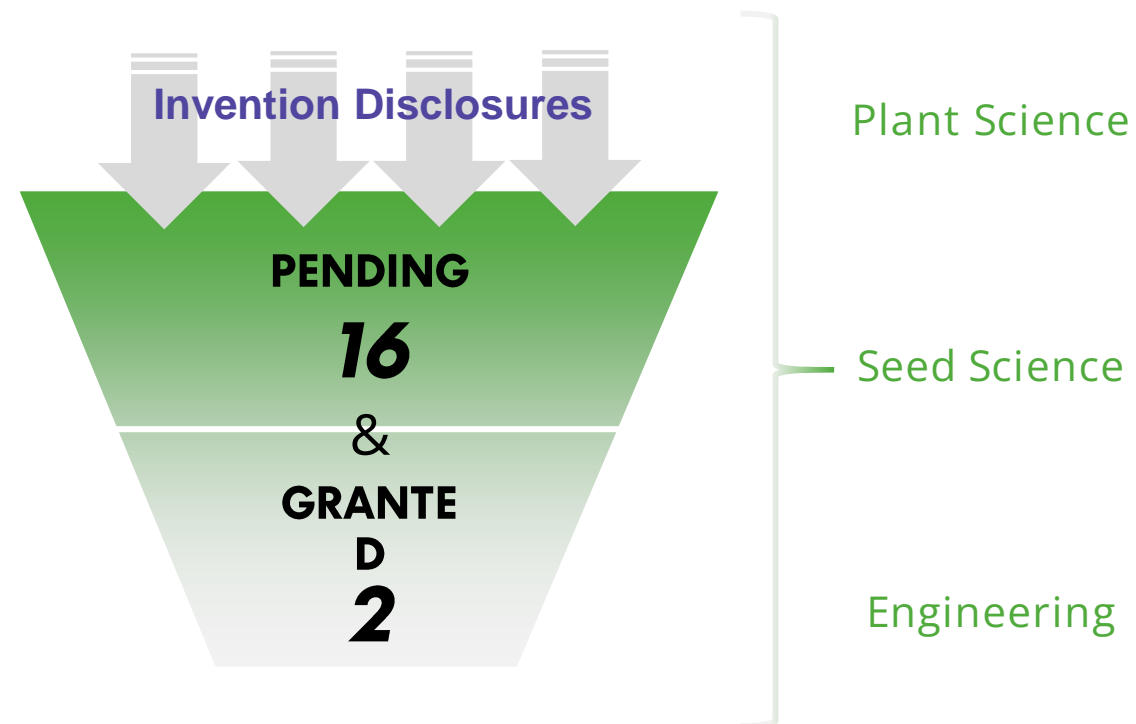 Invention Disclosures
PENDING
16
&
GRANTE
D
2
Plant Science
Seed Science
Engineering